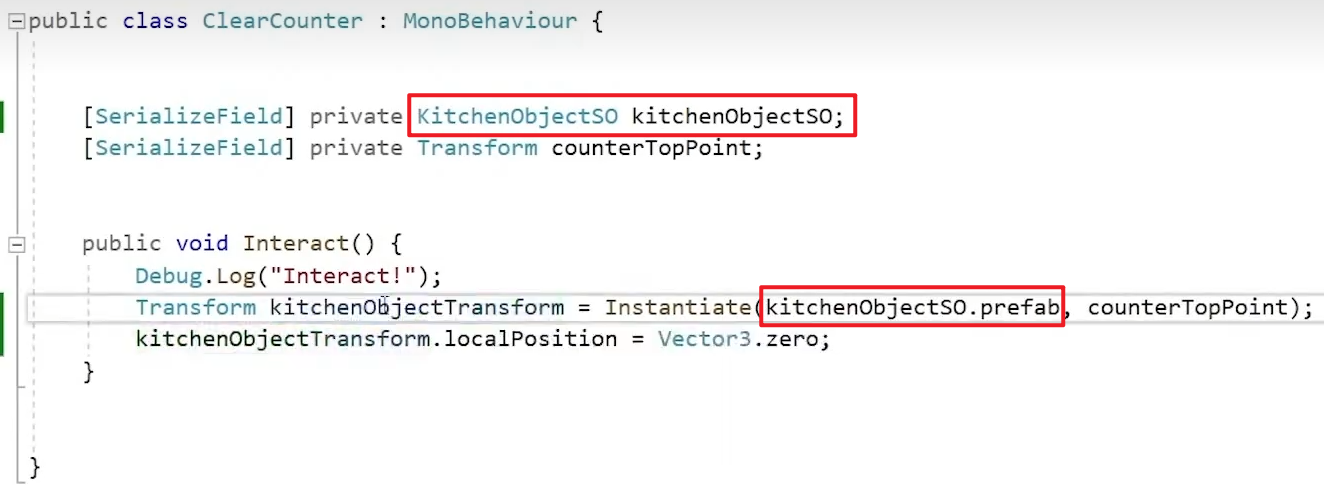 public class ClearCounter : MonoBehaviour {
[SerializeField] private KitchenObjectSO kitchenObjectSO;
[SerializeField] private Transform counterTopPoint;
public void Interact() {
Debug.Log("Interact!");
Transform kitchenObjectTransform = Instantiate(kitchenObjectSO.prefab, counterTopPoint);
kitchenObjectTransform.localPosition = Vector3.zero;
}
}